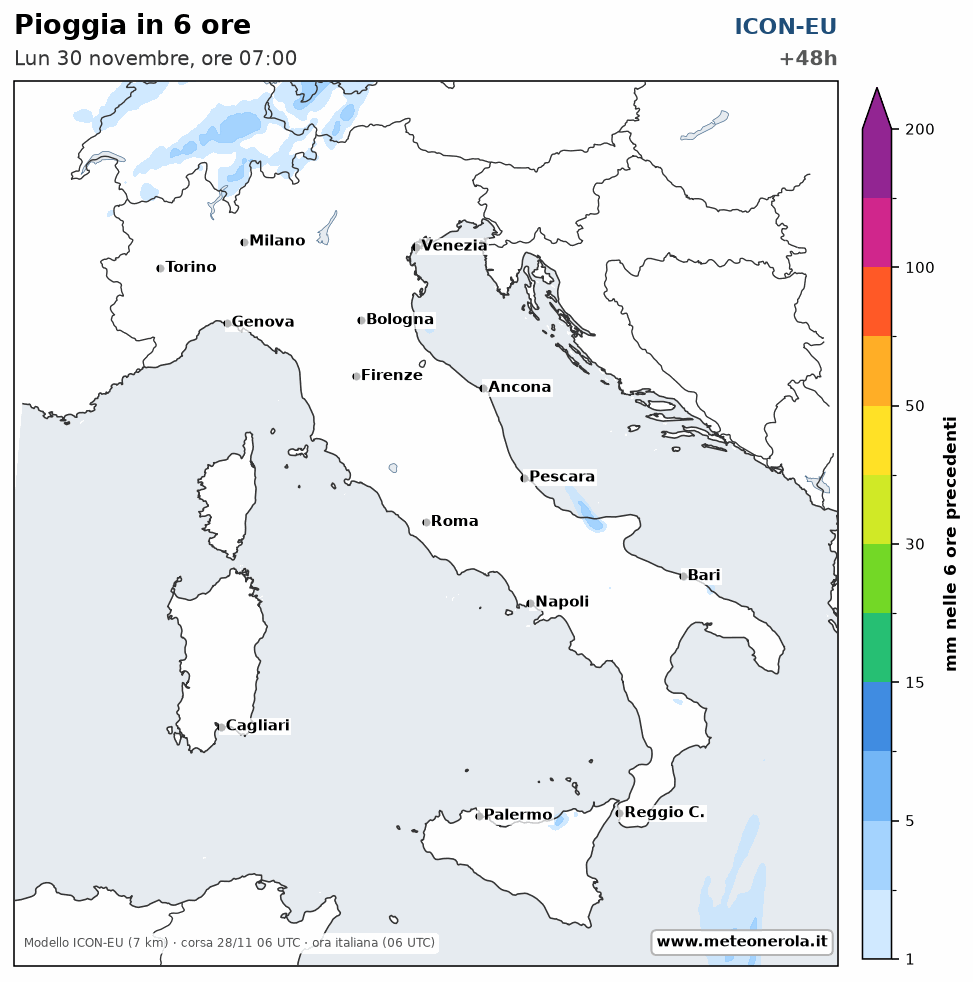 Pioggia in 6 ore
ICON-EU
Lun 30 novembre, ore 07:00
+48h
200
100
50
30
15
5
1
mm nelle 6 ore precedenti
Milano
Venezia
Torino
Genova
Bologna
Firenze
Ancona
Pescara
Roma
Bari
Napoli
Cagliari
Palermo
Reggio C.
Modello ICON-EU (7 km) · corsa 28/11 06 UTC · ora italiana (06 UTC)
www.meteonerola.it